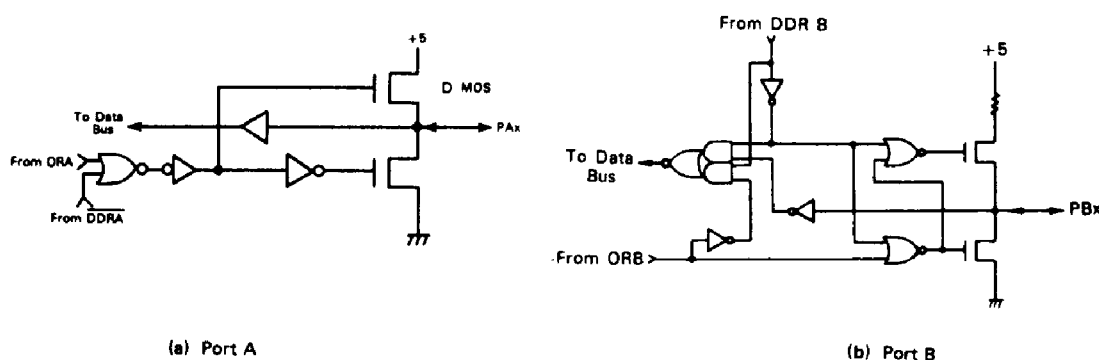 +5
D MOS
To Data
Bus
PAx
From ORA
From DDRA
(a) Port A
From DDR B
+5
To Data
Bus
PBx
From ORB
(b) Port B